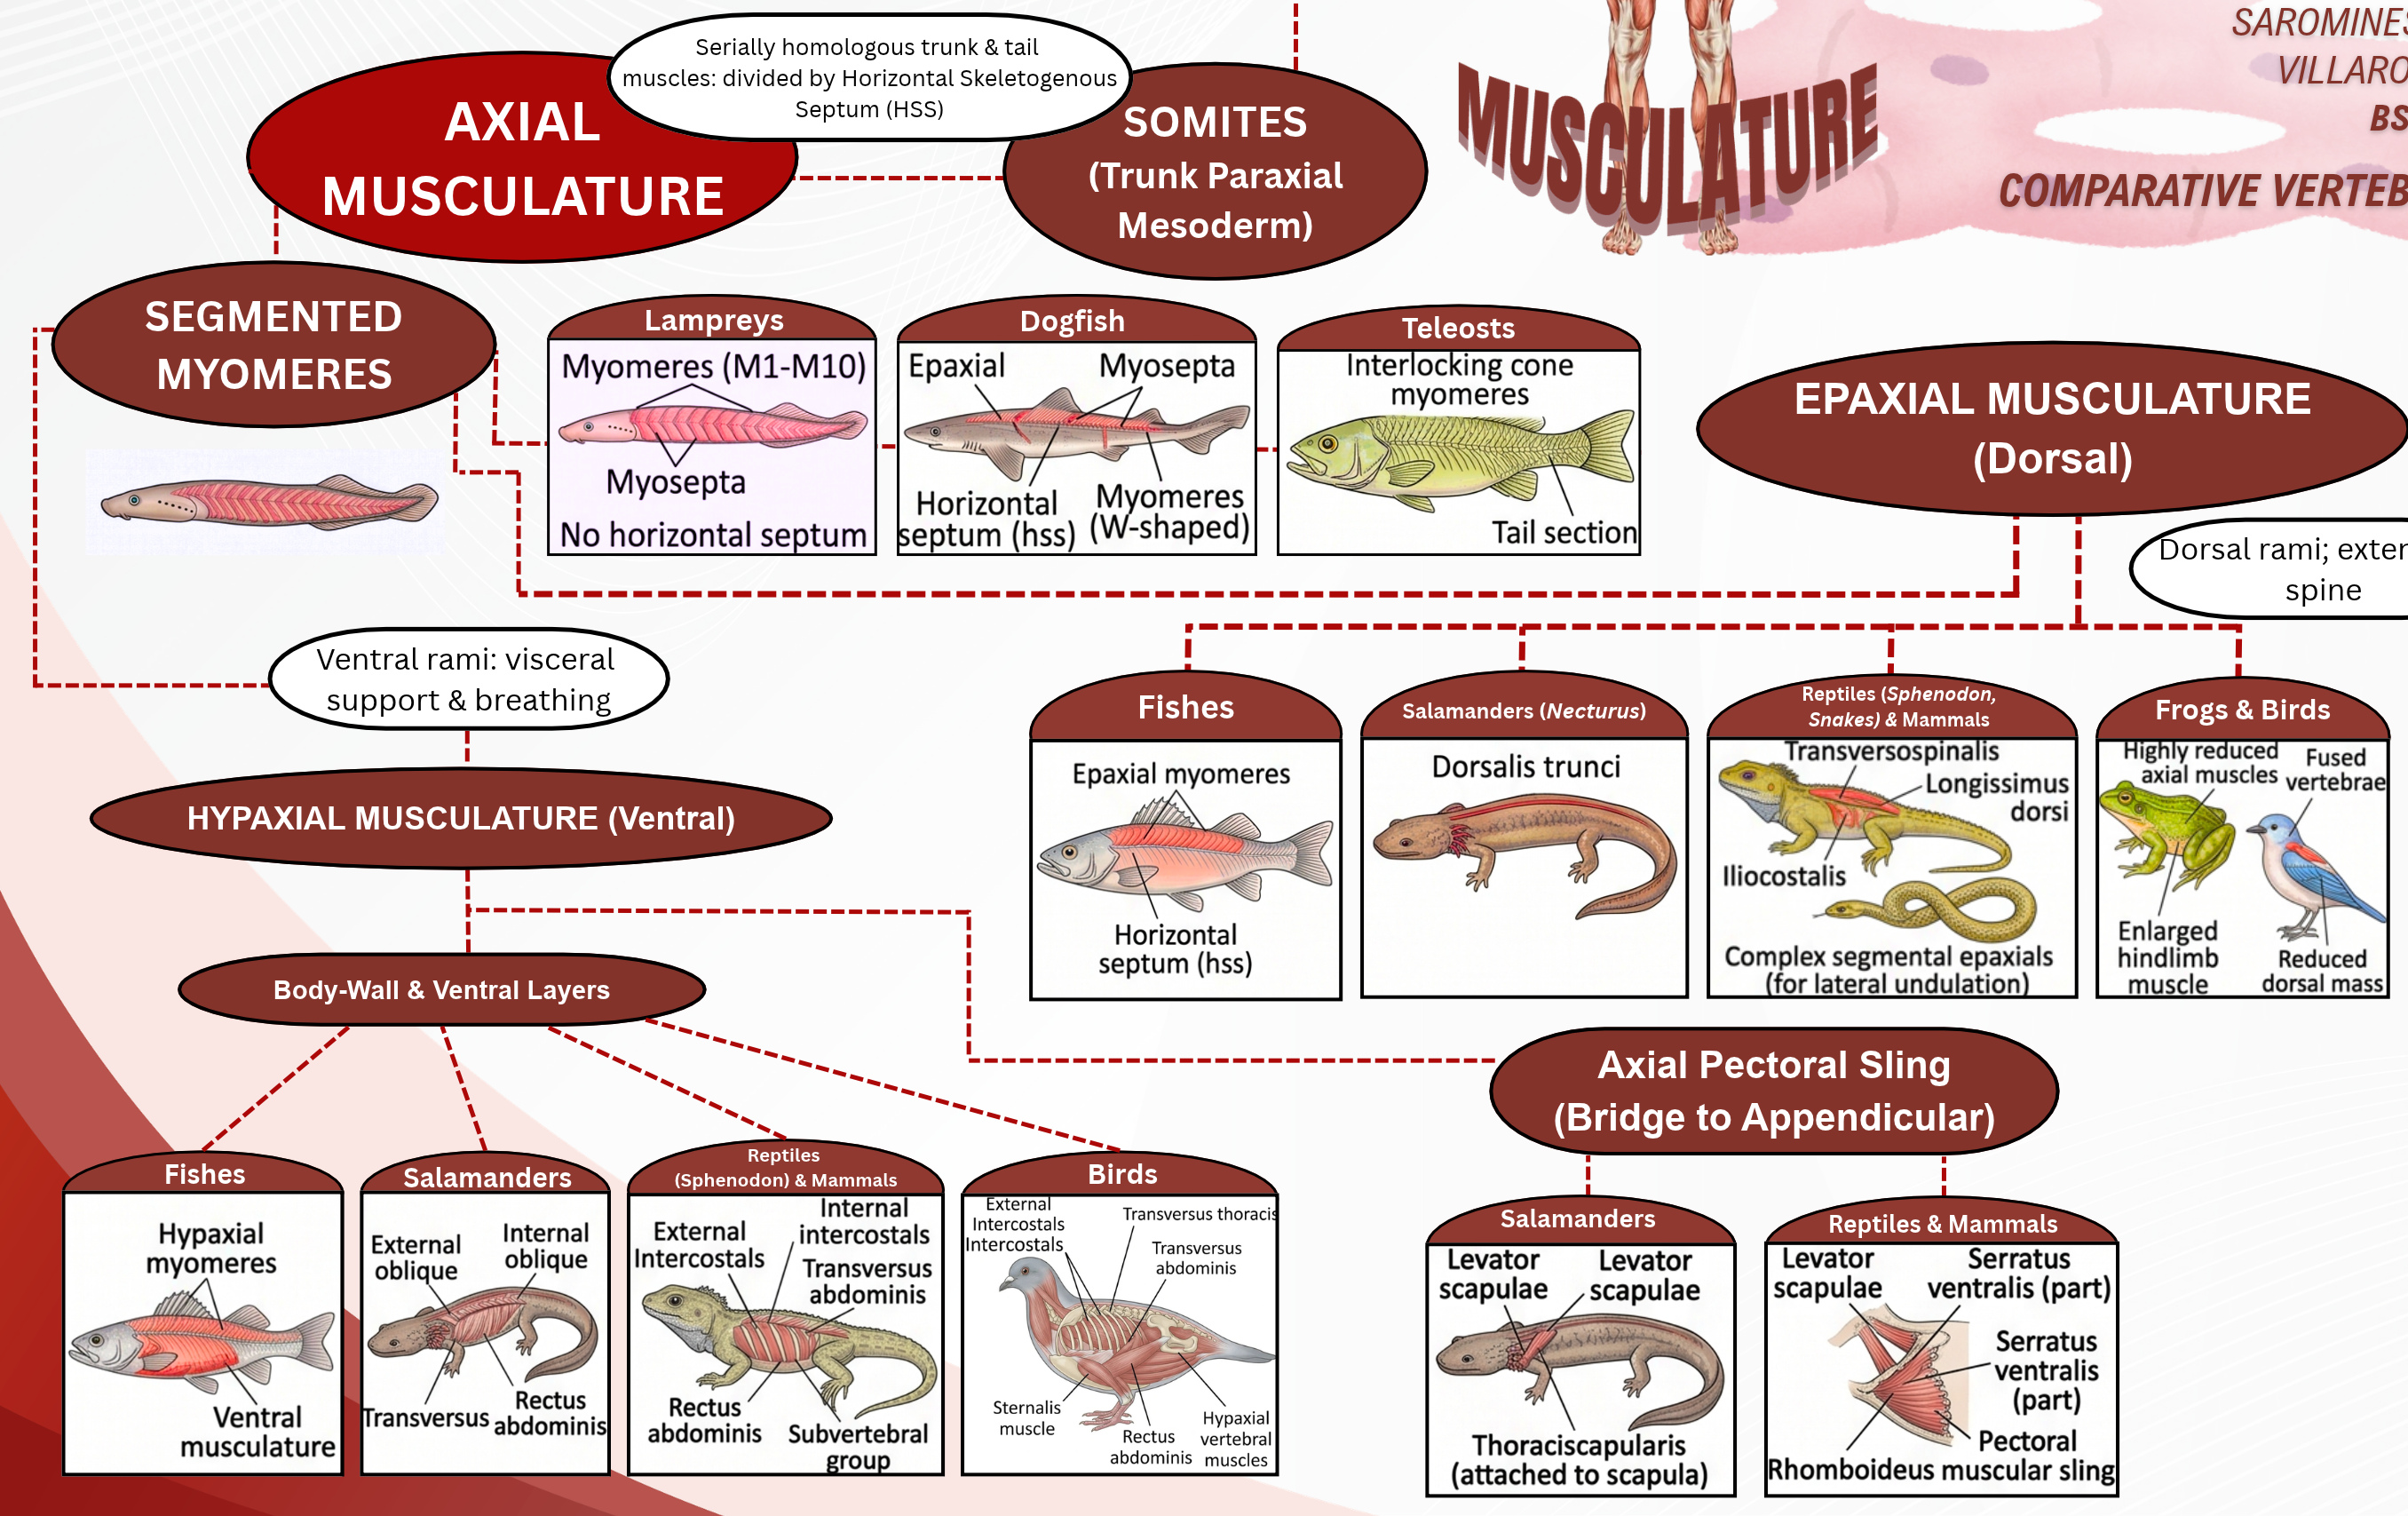 Serially homologous trunk & tail
muscles: divided by Horizontal Skeletogenous
Septum (HSS)
AXIAL
MUSCULATURE
SOMITES
(Trunk Paraxial
Mesoderm)
MUSCULATURE
SAROMINES
VILLARO
BS
COMPARATIVE VERTEB
SEGMENTED
MYOMERES
Lampreys
Myomeres (M1-M10)
Myosepta
No horizontal septum
Dogfish
Epaxial
Myosepta
Horizontal
septum (hss)
Myomeres
(W-shaped)
Teleosts
Interlocking cone
myomeres
Tail section
EPAXIAL MUSCULATURE
(Dorsal)
Dorsal rami; exten
spine
Ventral rami: visceral
support & breathing
HYPAXIAL MUSCULATURE (Ventral)
Fishes
Epaxial myomeres
Horizontal
septum (hss)
Salamanders (Necturus)
Dorsalis trunci
Reptiles (Sphenodon,
Snakes) & Mammals
Transversospinalis
Longissimus
dorsi
Iliocostalis
Complex segmental epaxials
(for lateral undulation)
Frogs & Birds
Highly reduced
axial muscles
Fused
vertebrae
Enlarged
hindlimb
muscle
Reduced
dorsal mass
Body-Wall & Ventral Layers
Axial Pectoral Sling
(Bridge to Appendicular)
Fishes
Hypaxial
myomeres
Ventral
musculature
Salamanders
External
oblique
Internal
oblique
Transversus
Rectus
abdominis
Reptiles
(Sphenodon) & Mammals
External
Intercostals
Internal
intercostals
Transversus
abdominis
Rectus
abdominis
Subvertebral
group
Birds
External
Intercostals
Intercostals
Transversus thoracis
Transversus
abdominis
Sternalis
muscle
Rectus
abdominis
Hypaxial
vertebral
muscles
Salamanders
Levator
scapulae
Levator
scapulae
Thoraciscapularis
(attached to scapula)
Reptiles & Mammals
Levator
scapulae
Serratus
ventralis (part)
Serratus
ventralis
(part)
Rhomboideus
Pectoral
muscular sling